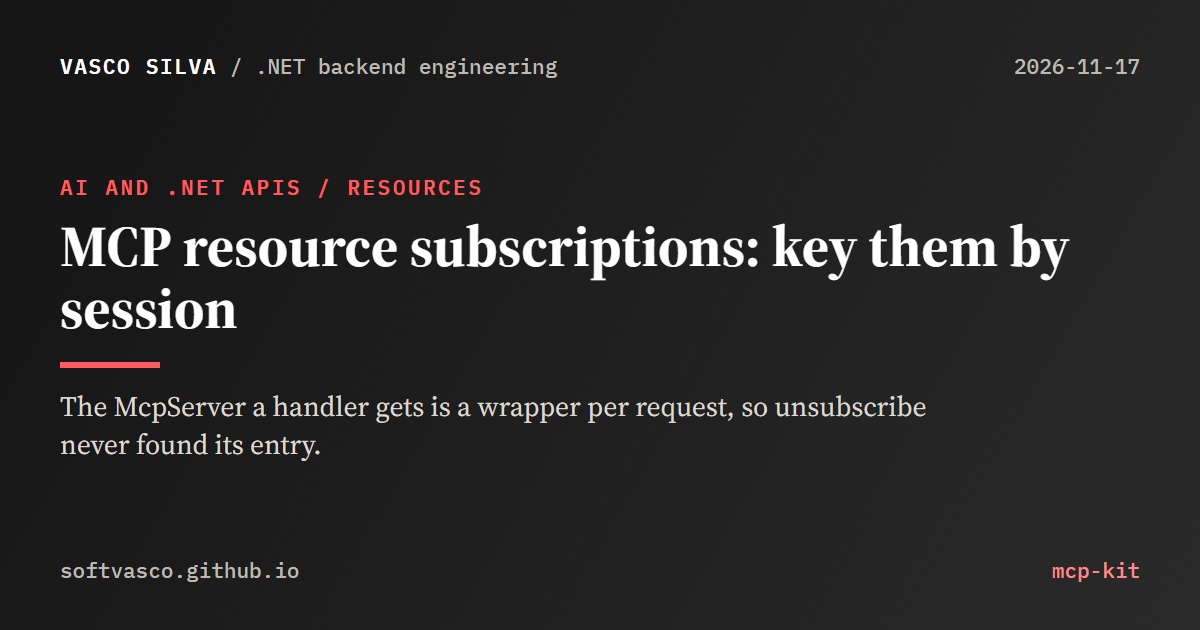 VASCO SILVA / .NET backend engineering
2026-11-17
AI AND .NET APIS / RESOURCES
MCP resource subscriptions: key them by
session
The McpServer a handler gets is a wrapper per request, so unsubscribe
never found its entry.
softvasco.github.io
mcp-kit